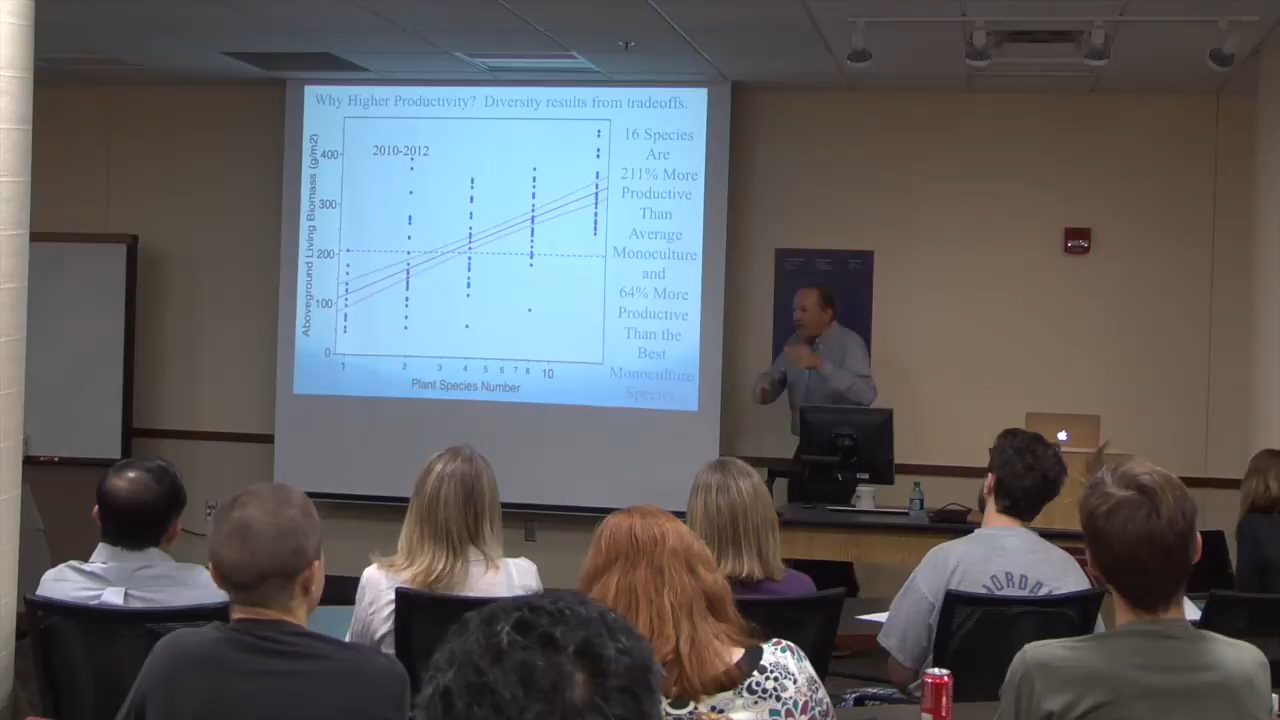 Why Higher Productivity? Diversity results from tradeoffs.
2010-2012
Aboveground Living Biomass (g/m2)
400
300
200
100
0
1 2 3 4 5 6 7 8 10
Plant Species Number
16 Species
Are
211% More
Productive
Than
Average
Monoculture
and
64% More
Productive
Than the
Best
Monoculture
Species
JORDA